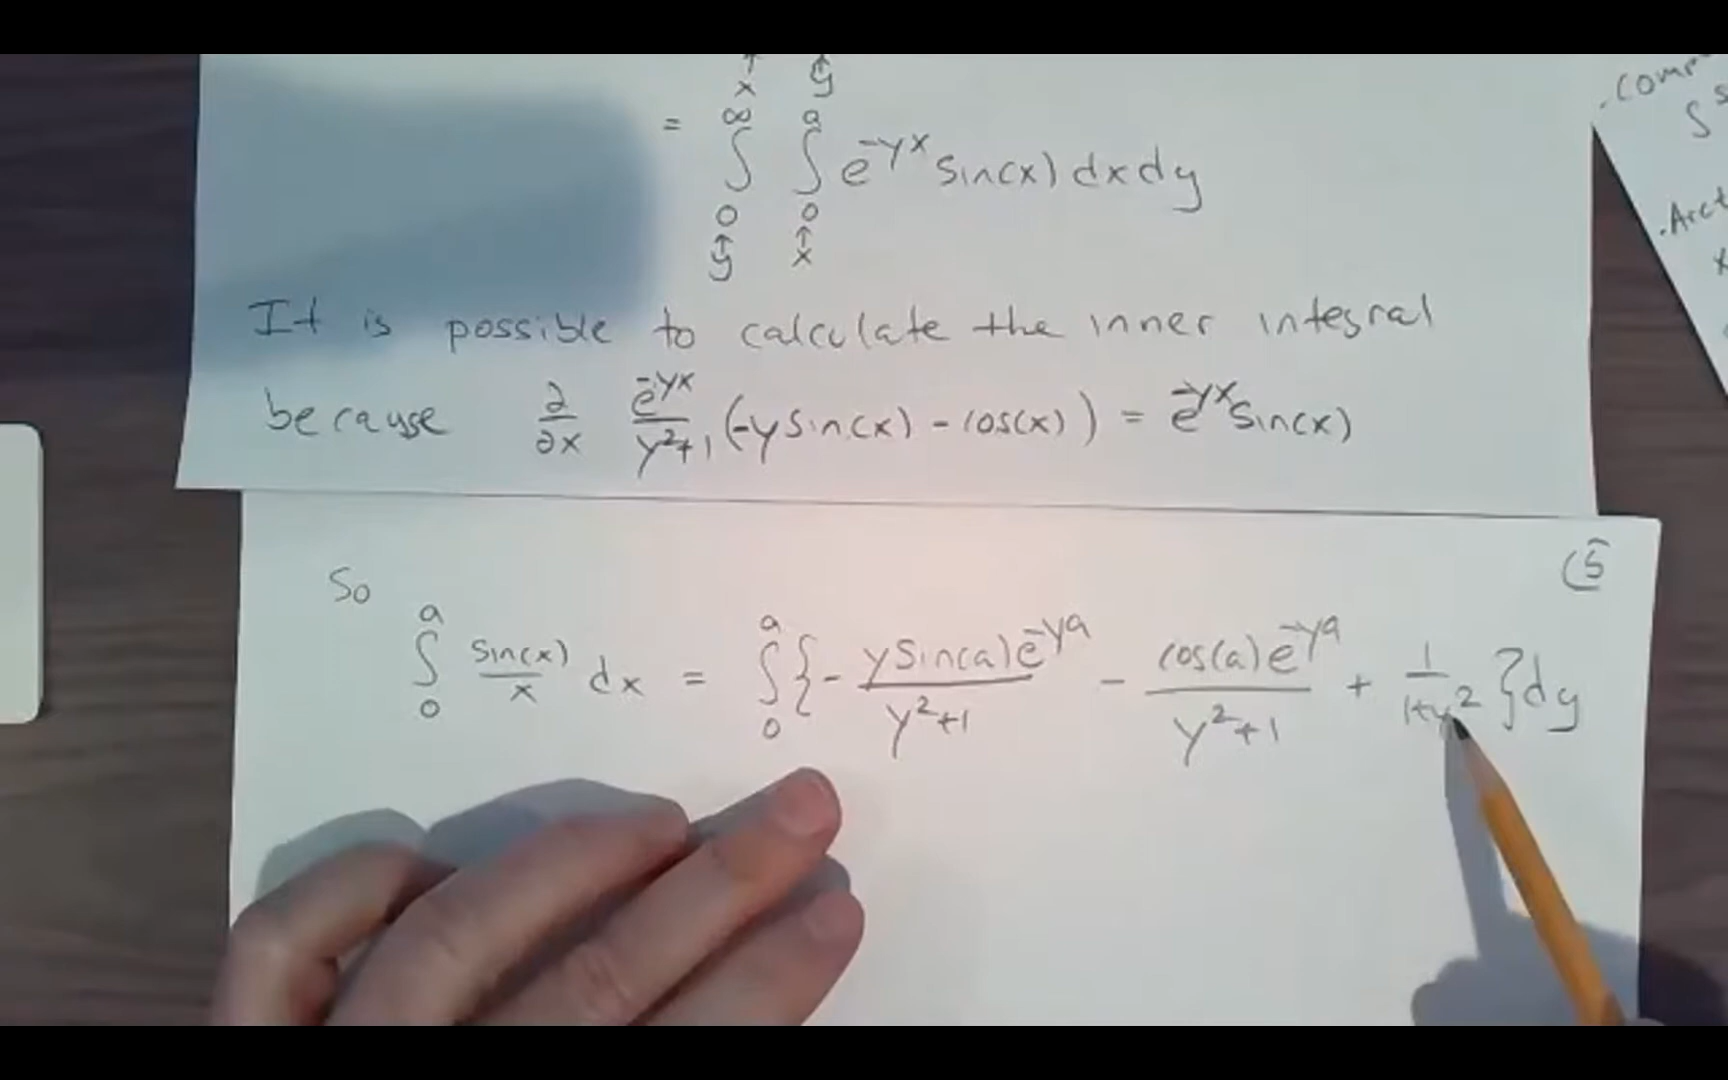 ↑ ↑
x y
= ∫₀^∞ ∫₀^a e^{-yx} sin(x) dx dy
↑ ↑
y x
It is possible to calculate the inner integral
because ∂/∂x e^{-yx}/(y²+1) (-y sin(x) - cos(x)) = e^{-yx} sin(x)
(5
So
∫₀^a sin(x)/x dx = ∫₀^a { - y sin(a) e^{-ya}/(y²+1) - cos(a) e^{-ya}/(y²+1) + 1/(1+y²) } dy